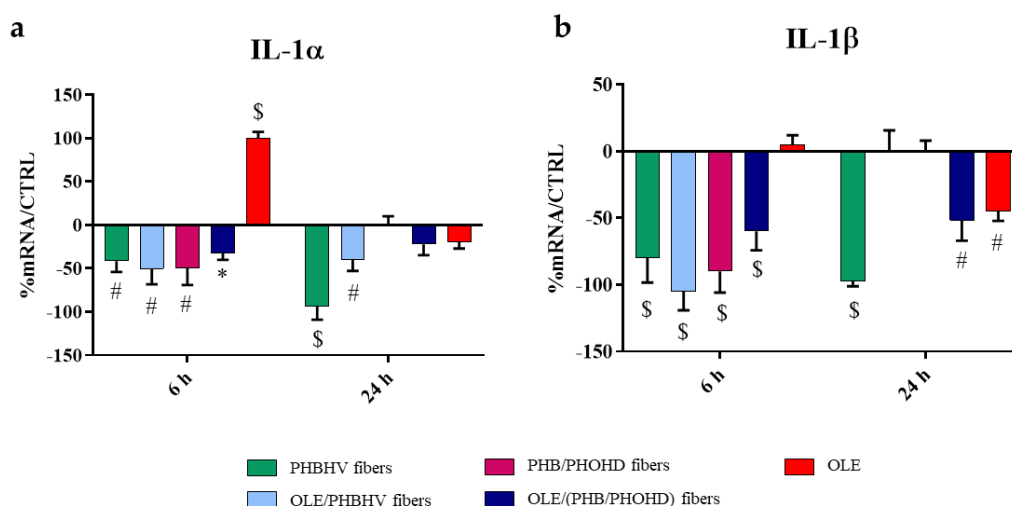 a
IL-1α
%mRNA/CTRL
150
100
50
0
-50
-100
-150
$
#
#
#
*
$
#
6 h
24 h
b
IL-1β
%mRNA/CTRL
50
0
-50
-100
-150
$
$
$
$
$
#
#
6 h
24 h
PHBHV fibers
PHB/PHOHD fibers
OLE
OLE/PHBHV fibers
OLE/(PHB/PHOHD) fibers